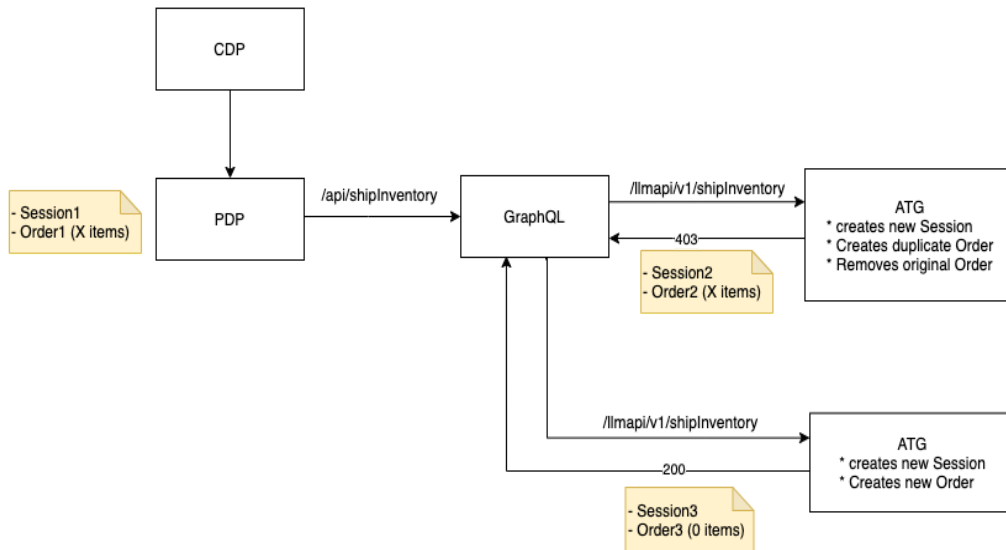 CDP
- Session1
- Order1 (X items)
PDP
/api/shipInventory
GraphQL
/llmapi/v1/shipInventory
403
- Session2
- Order2 (X items)
ATG
* creates new Session
* Creates duplicate Order
* Removes original Order
/llmapi/v1/shipInventory
200
- Session3
- Order3 (0 items)
ATG
* creates new Session
* Creates new Order